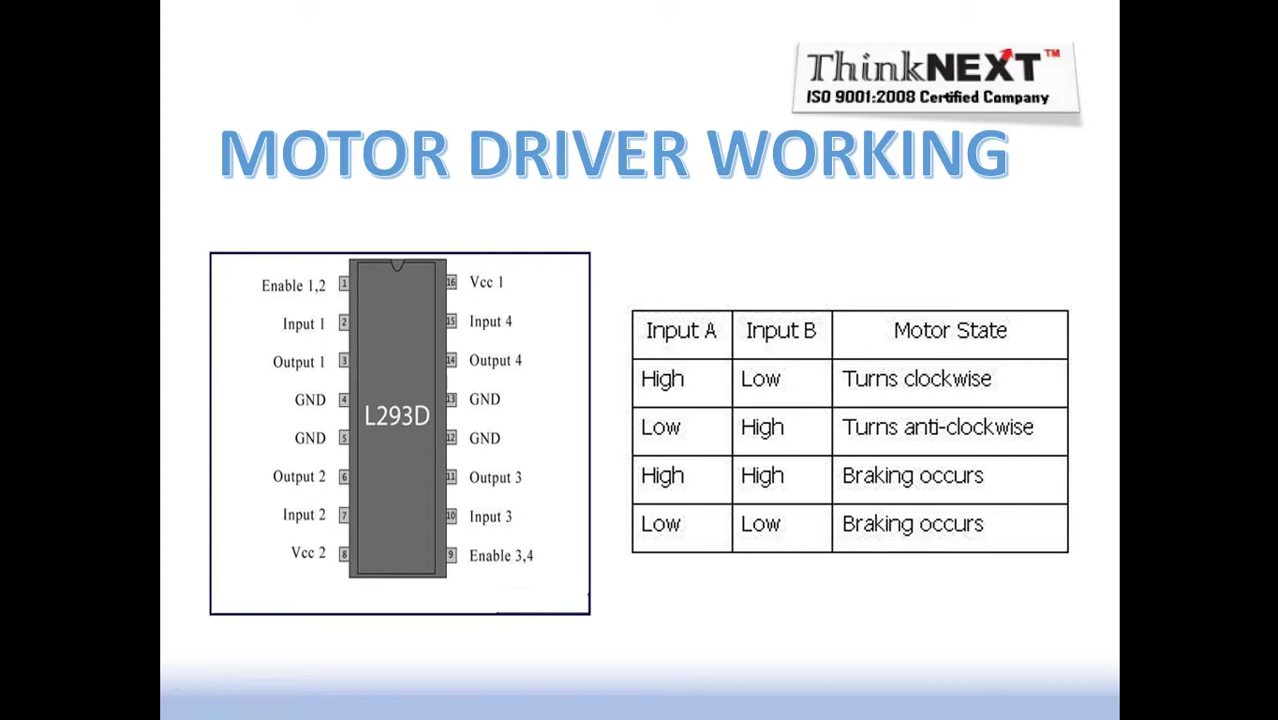 ThinkNEXT™
ISO 9001:2008 Certified Company
MOTOR DRIVER WORKING
Enable 1,2 1 16 Vcc 1
Input 1 2 15 Input 4
Output 1 3 14 Output 4
GND 4 13 GND
L293D
GND 5 12 GND
Output 2 6 11 Output 3
Input 2 7 10 Input 3
Vcc 2 8 9 Enable 3,4
Input A Input B Motor State
High Low Turns clockwise
Low High Turns anti-clockwise
High High Braking occurs
Low Low Braking occurs